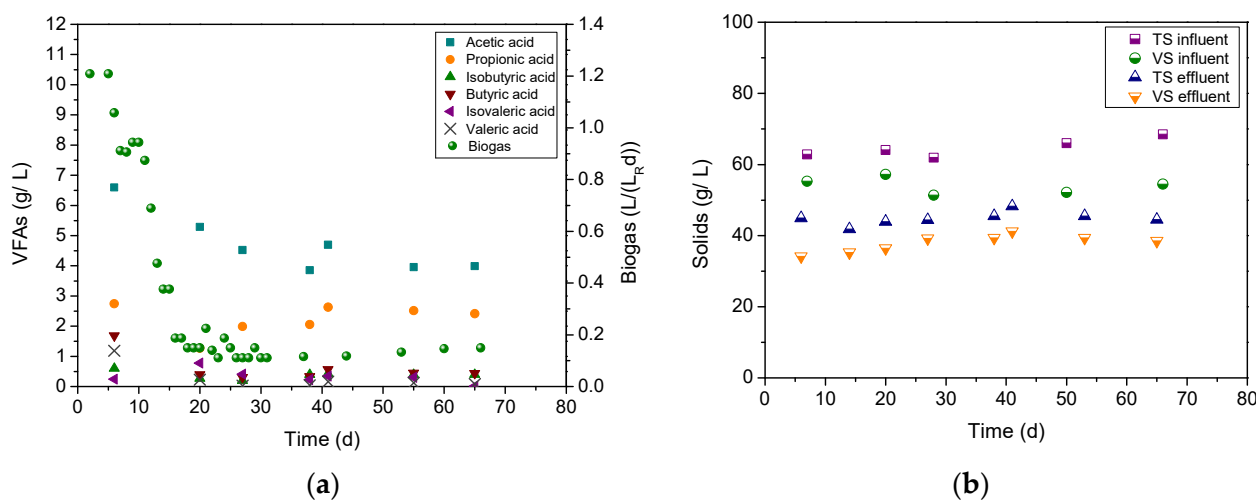 12
11
10
9
8
7
6
5
4
3
2
1
0
VFAs (g/ L)
0 10 20 30 40 50 60 70 80
Time (d)
1.4
1.2
1.0
0.8
0.6
0.4
0.2
0.0
Biogas (L/(LRd))
Acetic acid
Propionic acid
Isobutyric acid
Butyric acid
Isovaleric acid
Valeric acid
Biogas
(a)
100
80
60
40
20
0
Solids (g/ L)
0 10 20 30 40 50 60 70 80
Time (d)
TS influent
VS influent
TS effluent
VS effluent
(b)